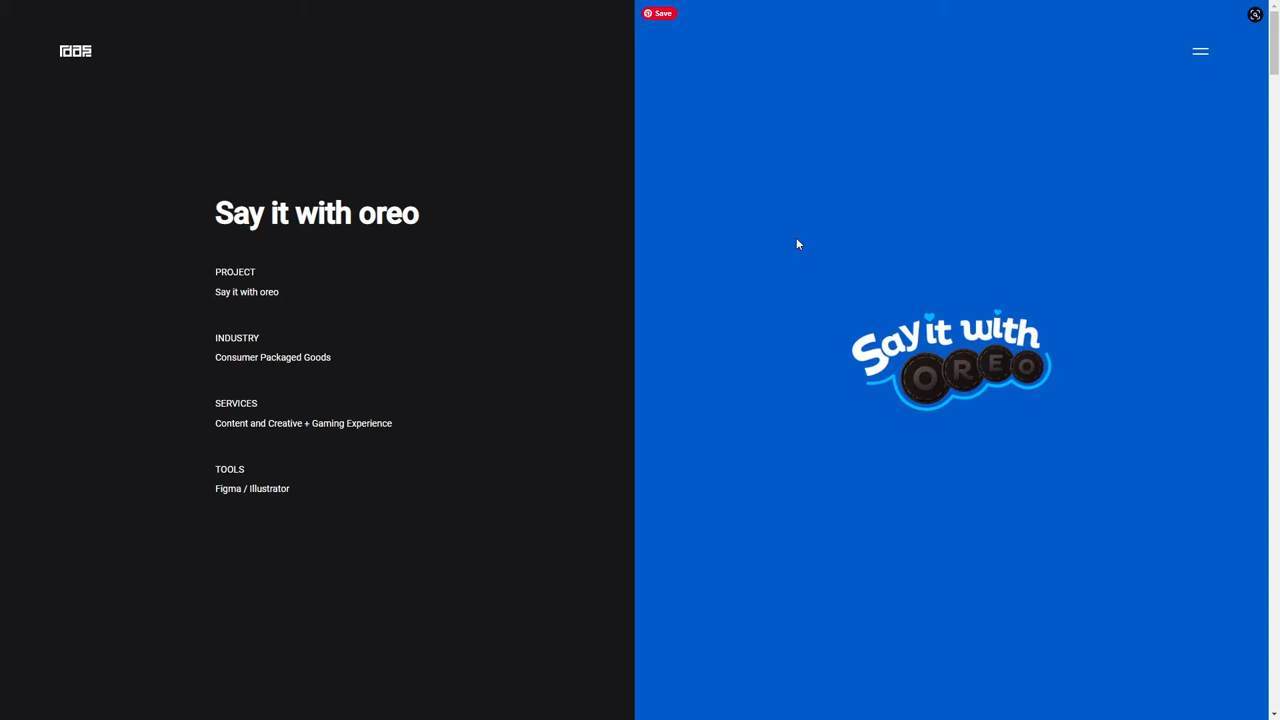 Save
Say it with oreo
PROJECT
Say it with oreo
INDUSTRY
Consumer Packaged Goods
SERVICES
Content and Creative + Gaming Experience
TOOLS
Figma / Illustrator
Say it with
OREO